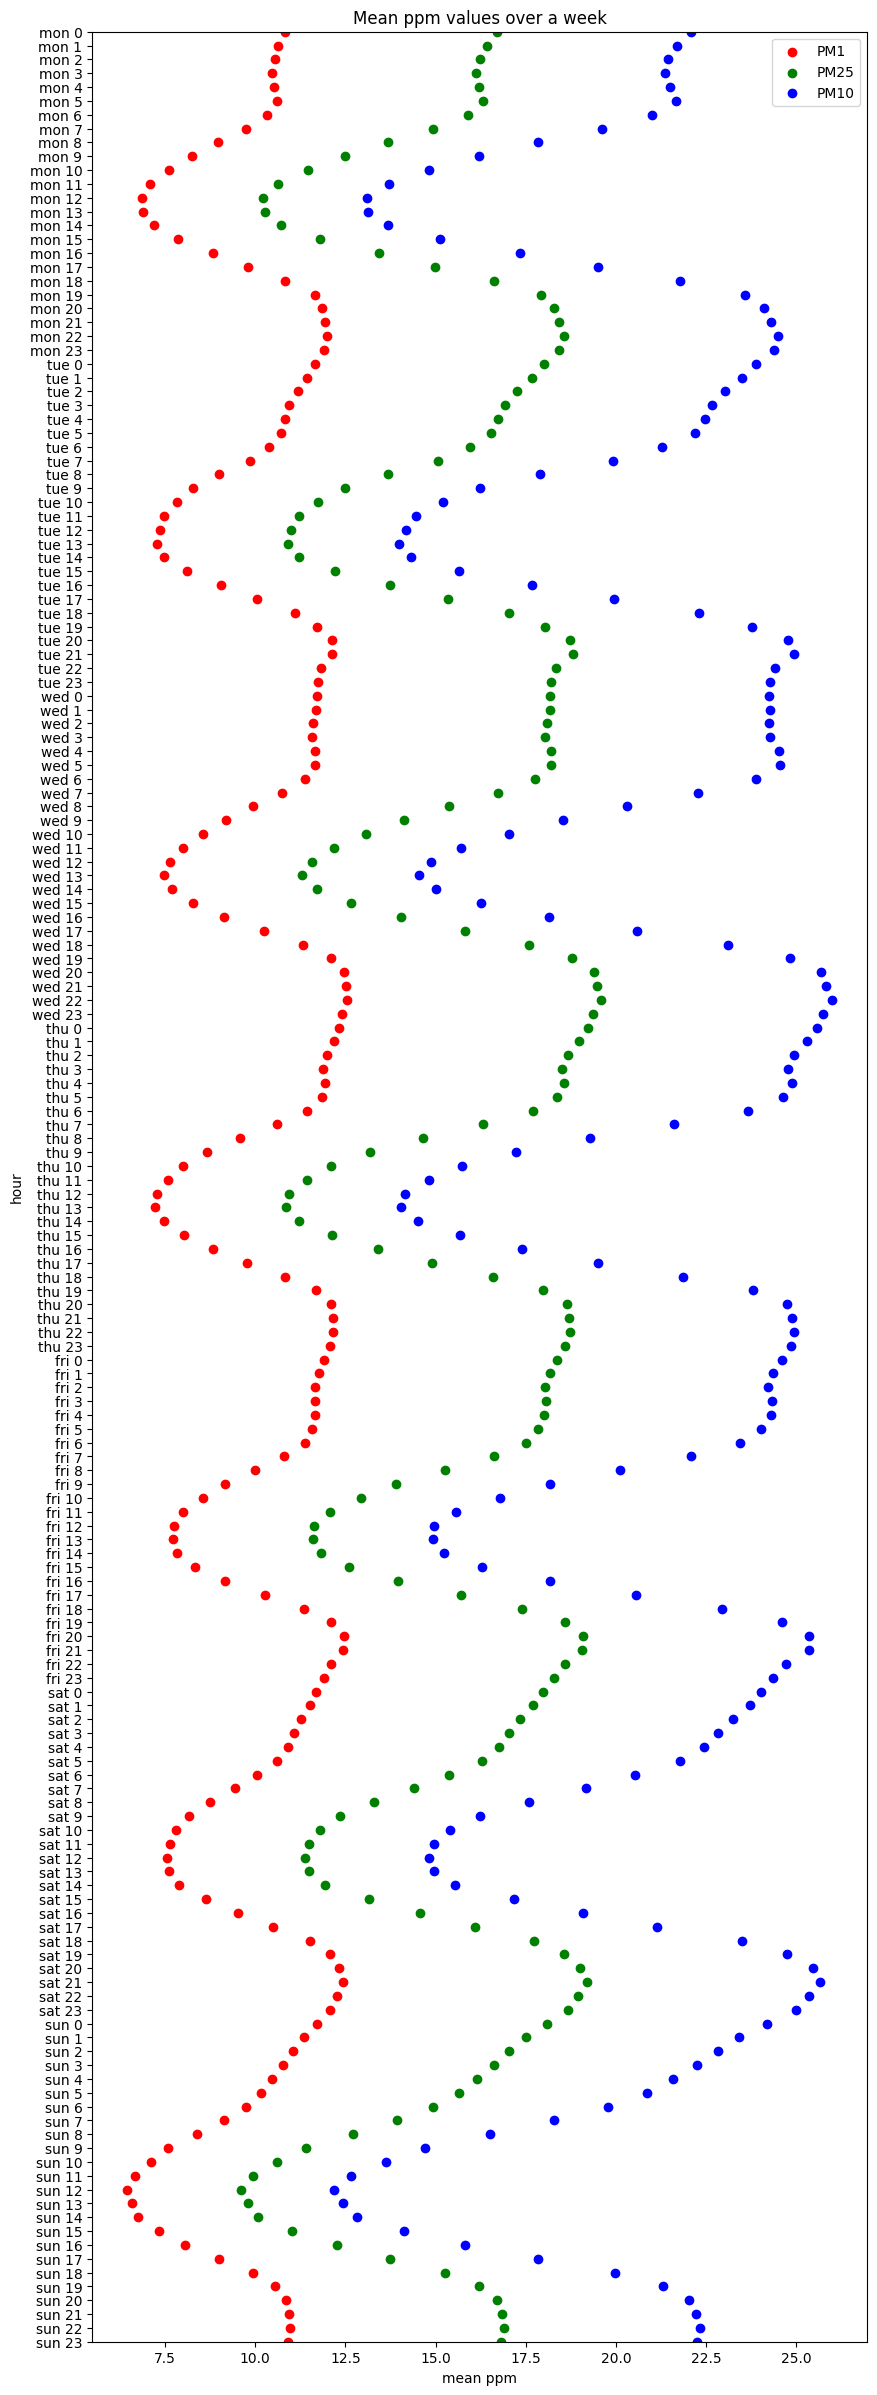 Mean ppm values over a week
PM1
PM25
PM10
mon 0
mon 1
mon 2
mon 3
mon 4
mon 5
mon 6
mon 7
mon 8
mon 9
mon 10
mon 11
mon 12
mon 13
mon 14
mon 15
mon 16
mon 17
mon 18
mon 19
mon 20
mon 21
mon 22
mon 23
tue 0
tue 1
tue 2
tue 3
tue 4
tue 5
tue 6
tue 7
tue 8
tue 9
tue 10
tue 11
tue 12
tue 13
tue 14
tue 15
tue 16
tue 17
tue 18
tue 19
tue 20
tue 21
tue 22
tue 23
wed 0
wed 1
wed 2
wed 3
wed 4
wed 5
wed 6
wed 7
wed 8
wed 9
wed 10
wed 11
wed 12
wed 13
wed 14
wed 15
wed 16
wed 17
wed 18
wed 19
wed 20
wed 21
wed 22
wed 23
thu 0
thu 1
thu 2
thu 3
thu 4
thu 5
thu 6
thu 7
thu 8
thu 9
thu 10
thu 11
thu 12
thu 13
thu 14
thu 15
thu 16
thu 17
thu 18
thu 19
thu 20
thu 21
thu 22
thu 23
fri 0
fri 1
fri 2
fri 3
fri 4
fri 5
fri 6
fri 7
fri 8
fri 9
fri 10
fri 11
fri 12
fri 13
fri 14
fri 15
fri 16
fri 17
fri 18
fri 19
fri 20
fri 21
fri 22
fri 23
sat 0
sat 1
sat 2
sat 3
sat 4
sat 5
sat 6
sat 7
sat 8
sat 9
sat 10
sat 11
sat 12
sat 13
sat 14
sat 15
sat 16
sat 17
sat 18
sat 19
sat 20
sat 21
sat 22
sat 23
sun 0
sun 1
sun 2
sun 3
sun 4
sun 5
sun 6
sun 7
sun 8
sun 9
sun 10
sun 11
sun 12
sun 13
sun 14
sun 15
sun 16
sun 17
sun 18
sun 19
sun 20
sun 21
sun 22
sun 23
hour
7.5 10.0 12.5 15.0 17.5 20.0 22.5 25.0
mean ppm